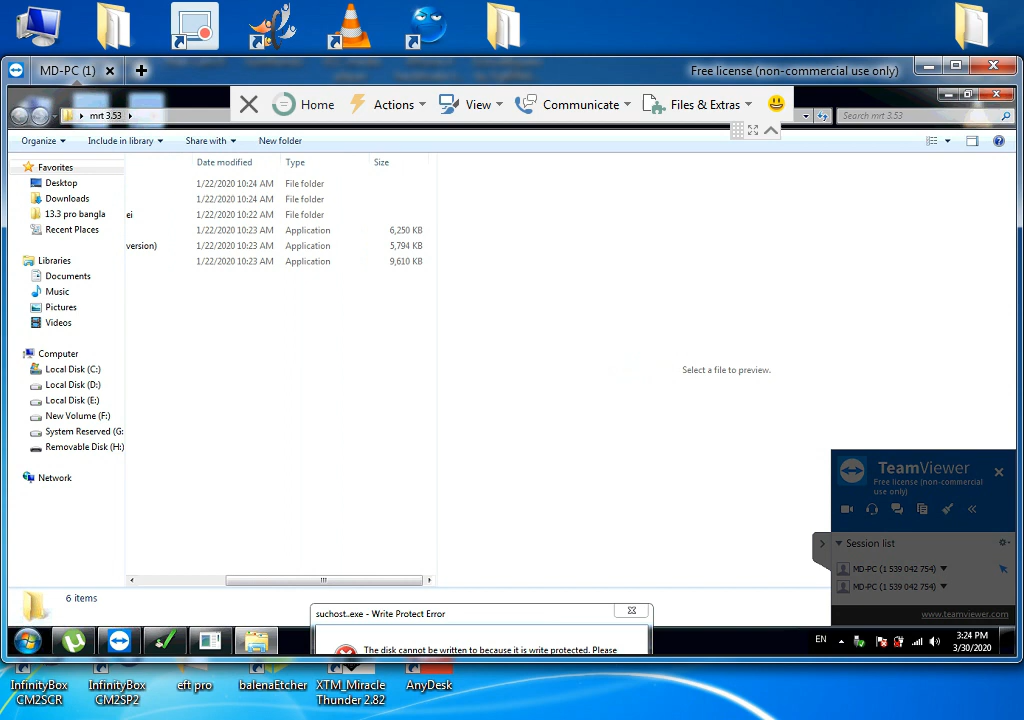 MD-PC (1)
Free license (non-commercial use only)
mrt 3.53
Home
Actions
View
Communicate
Files & Extras
Search mrt 3.53
Organize
Include in library
Share with
New folder
Date modified
Type
Size
Favorites
Desktop
Downloads
13.3 pro bangla
Recent Places
Libraries
Documents
Music
Pictures
Videos
Computer
Local Disk (C:)
Local Disk (D:)
Local Disk (E:)
New Volume (F:)
System Reserved (G:
Removable Disk (H:)
Network
1/22/2020 10:24 AM File folder
1/22/2020 10:24 AM File folder
ei 1/22/2020 10:22 AM File folder
1/22/2020 10:23 AM Application 6,250 KB
version) 1/22/2020 10:23 AM Application 5,794 KB
1/22/2020 10:23 AM Application 9,610 KB
Select a file to preview.
TeamViewer
Free license (non-commercial
use only)
Session list
MD-PC (1 539 042 754)
MD-PC (1 539 042 754)
www.teamviewer.com
6 items
suchost..exe - Write Protect Error
The disk cannot be written to because it is write protected. Please
EN
3:24 PM
3/30/2020
InfinityBox
CM2SCR
InfinityBox
CM2SP2
eft pro
balenaEtcher
XTM_Miracle
Thunder 2.82
AnyDesk